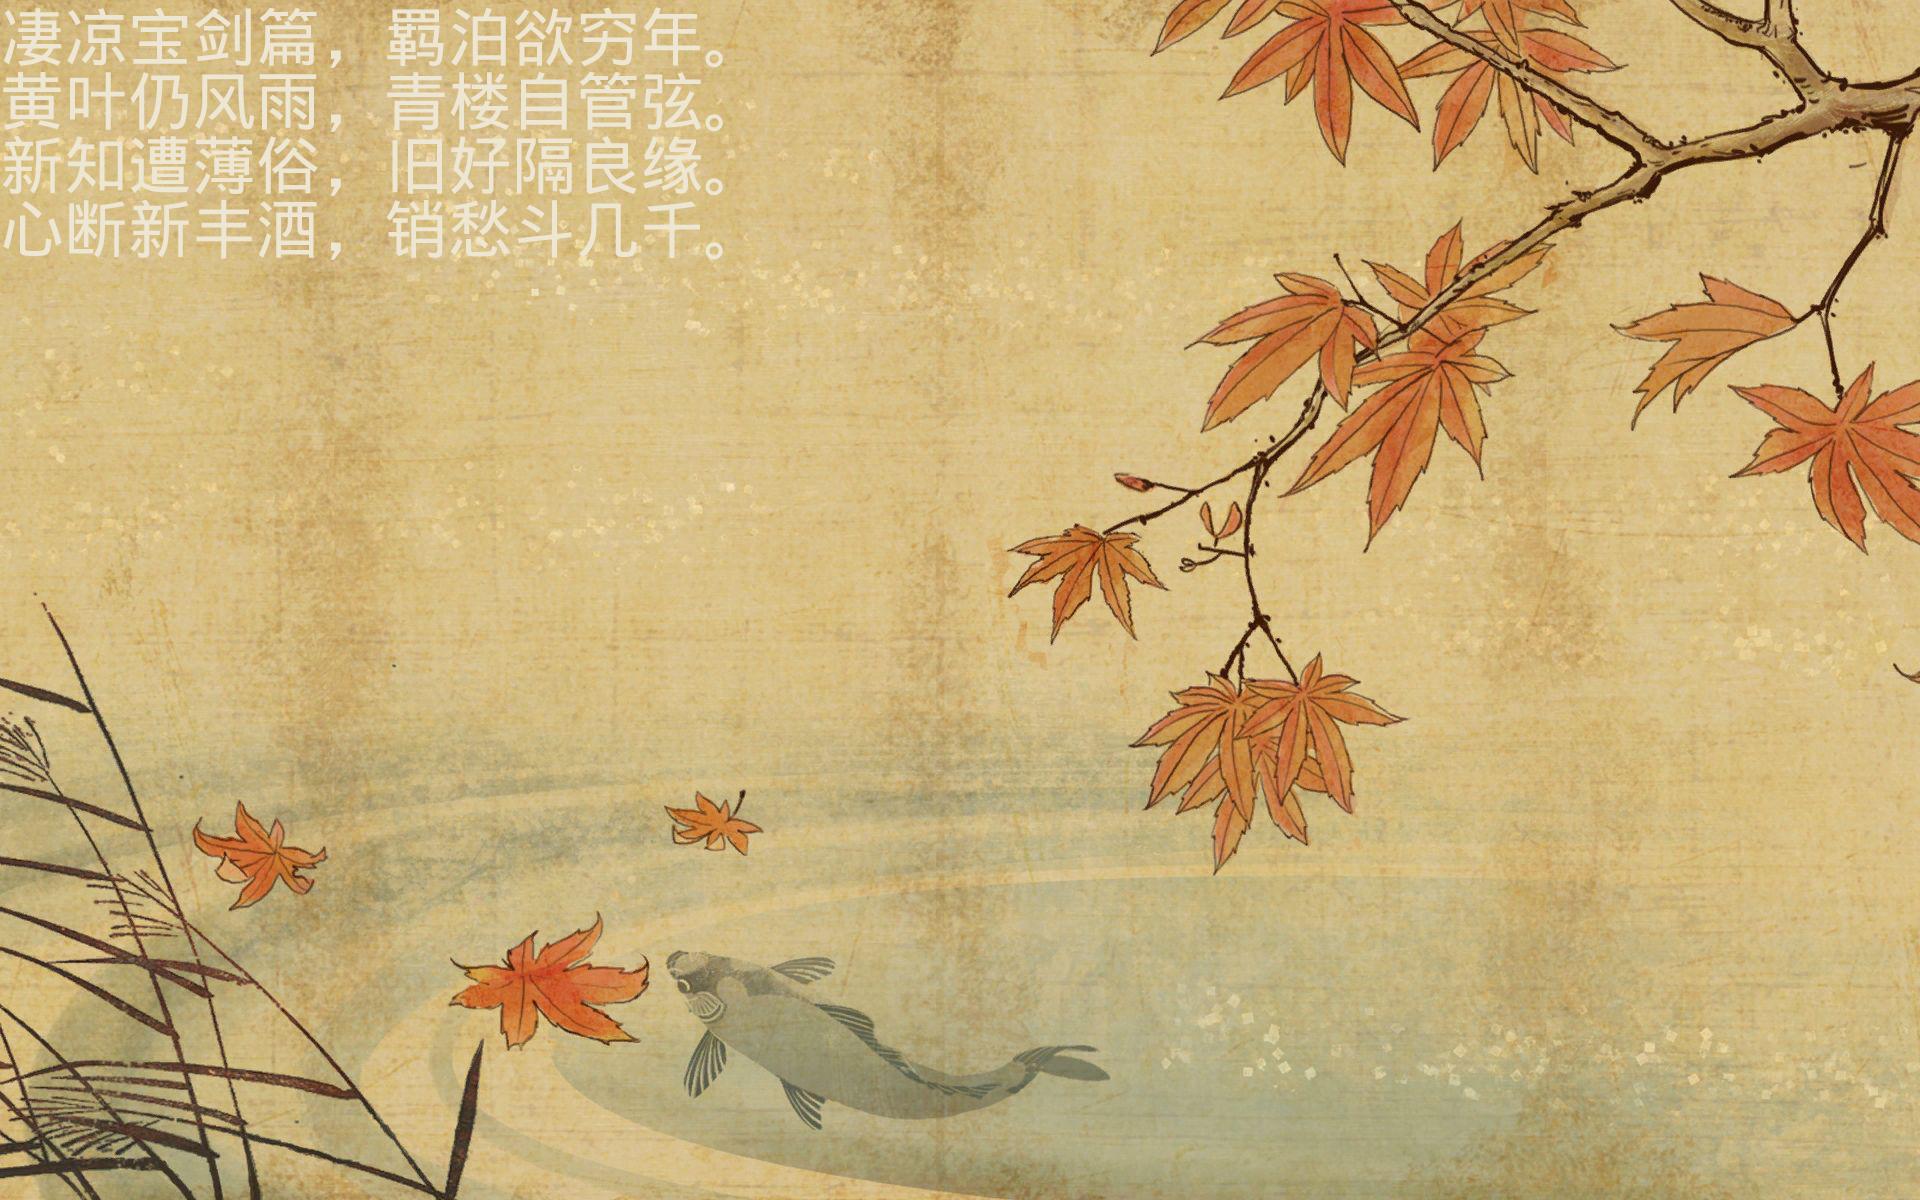 凄凉宝剑篇，羁泊欲穷年。
黄叶仍风雨，青楼自管弦。
新知遭薄俗，旧好隔良缘。
心断新丰酒，销愁斗几千。